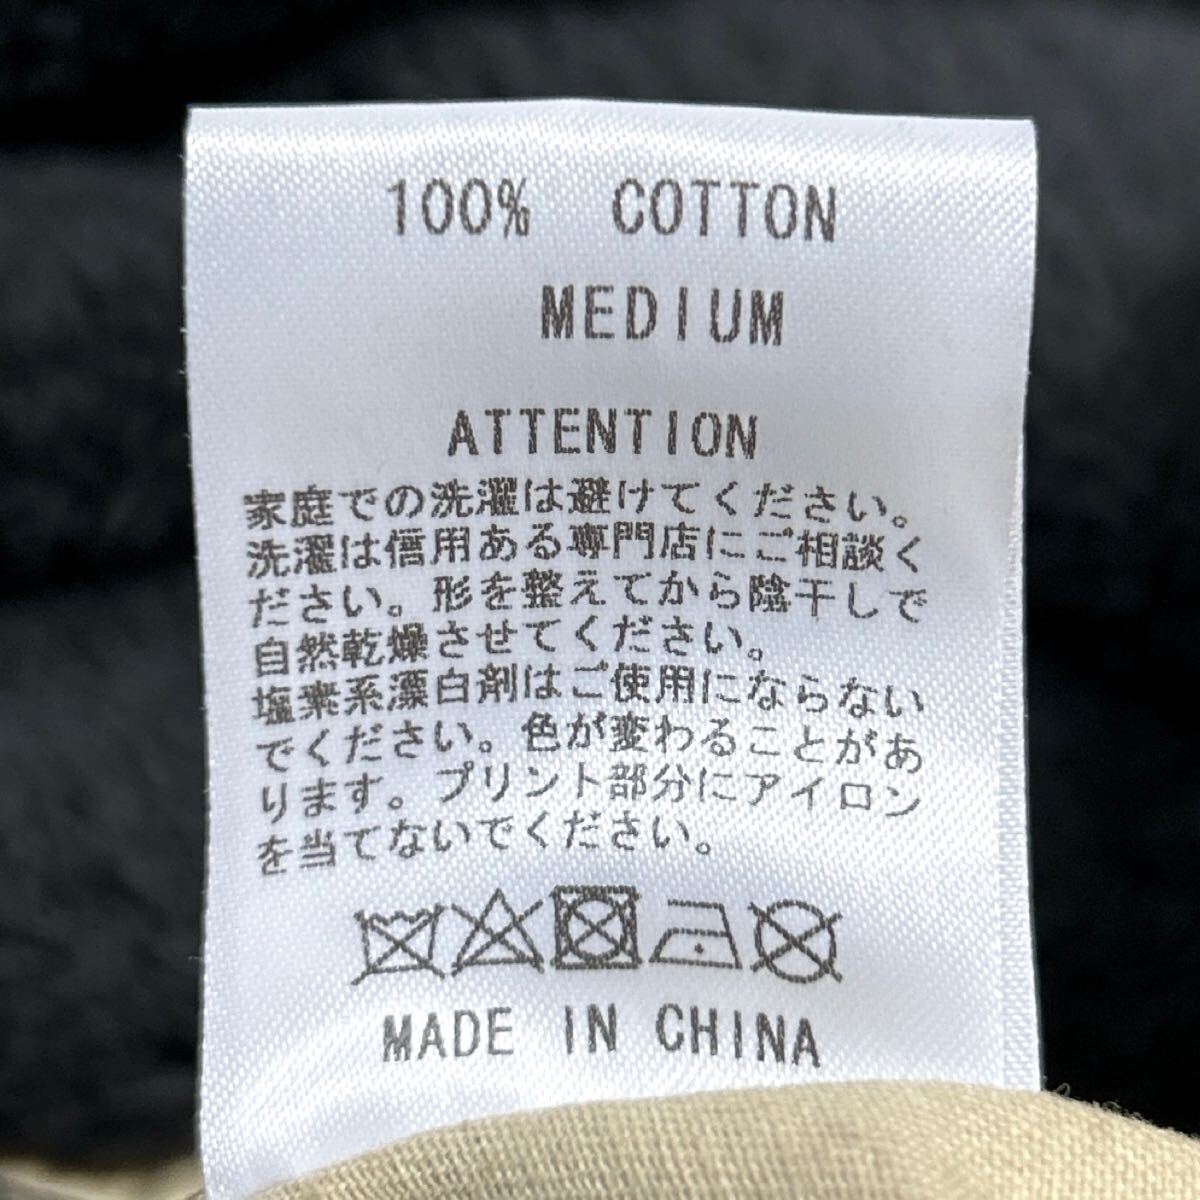 100% COTTON
MEDIUM
ATTENTION
家庭での洗濯は避けてください。
洗濯は信用ある専門店にご相談く
ださい。形を整えてから陰干しで
自然乾燥させてください。
塩素系漂白剤はご使用にならない
でください。色が変わることがあ
ります。プリント部分にアイロン
を当てないでください。
MADE IN CHINA